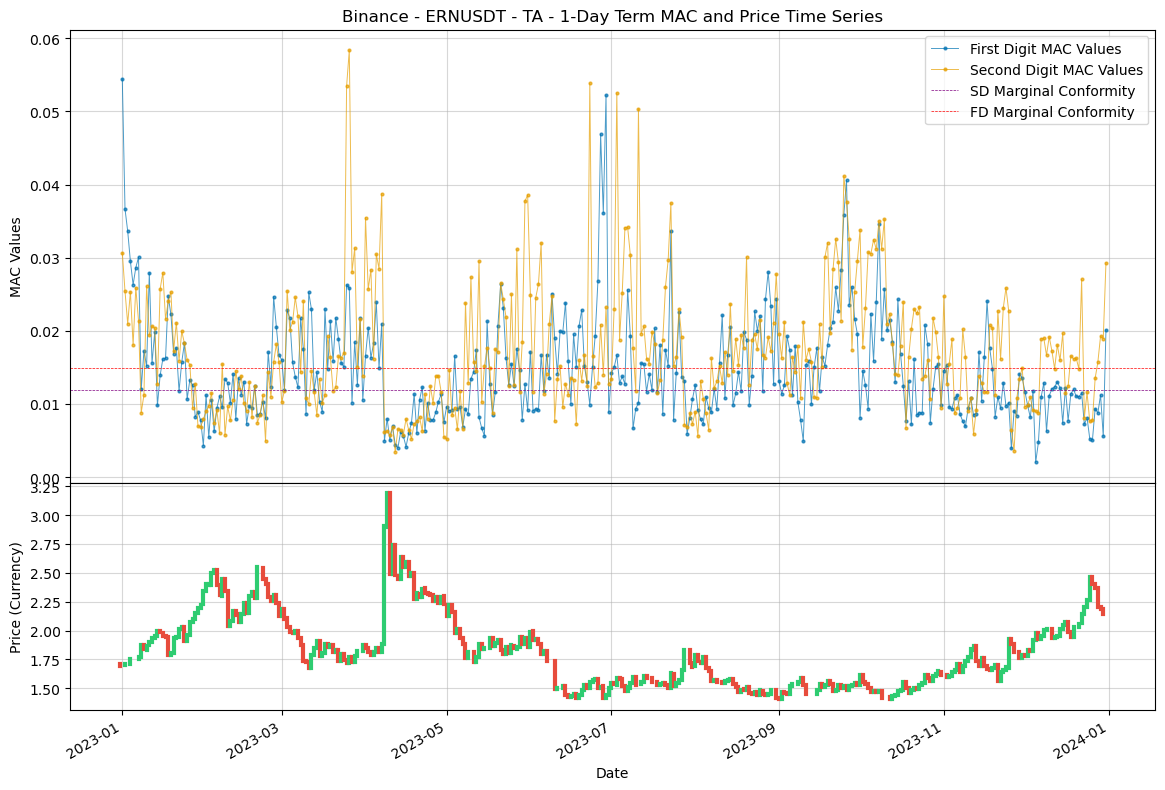 Binance - ERNUSDT - TA - 1-Day Term MAC and Price Time Series
0.06
0.05
0.04
0.03
0.02
0.01
0.00
MAC Values
First Digit MAC Values
Second Digit MAC Values
SD Marginal Conformity
FD Marginal Conformity
3.25
3.00
2.75
2.50
2.25
2.00
1.75
1.50
Price (Currency)
2023-01
2023-03
2023-05
2023-07
2023-09
2023-11
2024-01
Date